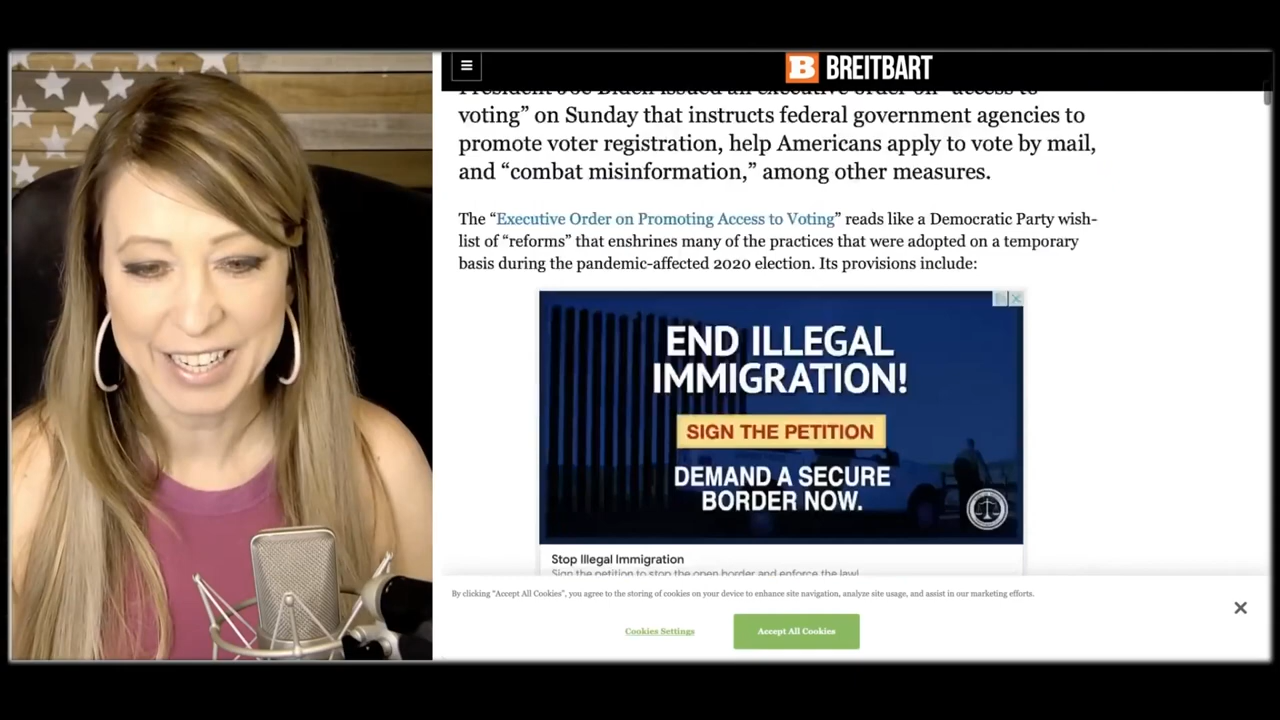 BREITBART
President Joe Biden issued an executive order on "access to
voting” on Sunday that instructs federal government agencies to
promote voter registration, help Americans apply to vote by mail,
and “combat misinformation,” among other measures.
The “Executive Order on Promoting Access to Voting” reads like a Democratic Party wish-
list of “reforms” that enshrines many of the practices that were adopted on a temporary
basis during the pandemic-affected 2020 election. Its provisions include:
END ILLEGAL
IMMIGRATION!
SIGN THE PETITION
DEMAND A SECURE
BORDER NOW.
Stop Illegal Immigration
Sign the petition to stop the open border and enforce the law!
By clicking “Accept All Cookies”, you agree to the storing of cookies on your device to enhance site navigation, analyze site usage, and assist in our marketing efforts.
Cookies Settings
Accept All Cookies